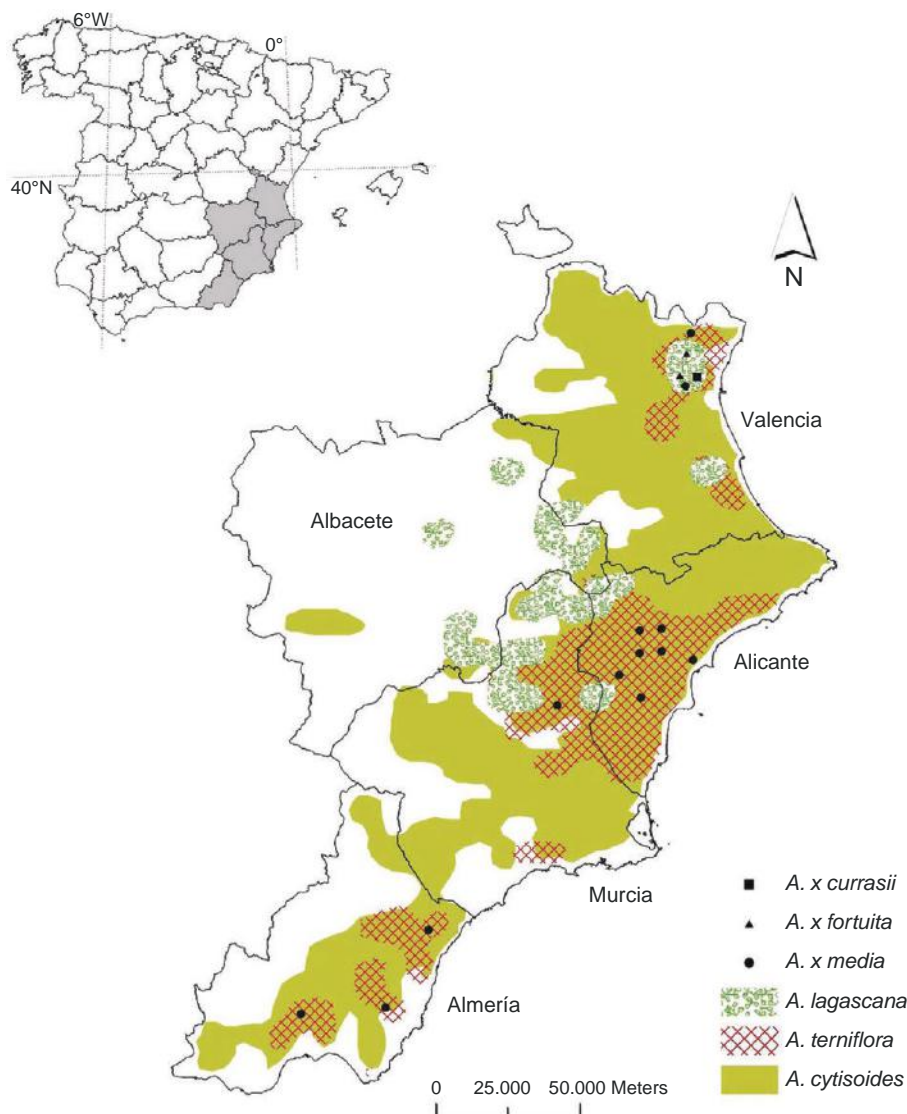 6°W
0°
40°N
N
Valencia
Albacete
Alicante
Murcia
Almería
A. x currasii
A. x fortuita
A. x media
A. lagascana
A. terniflora
A. cytisoides
0 25.000 50.000 Meters